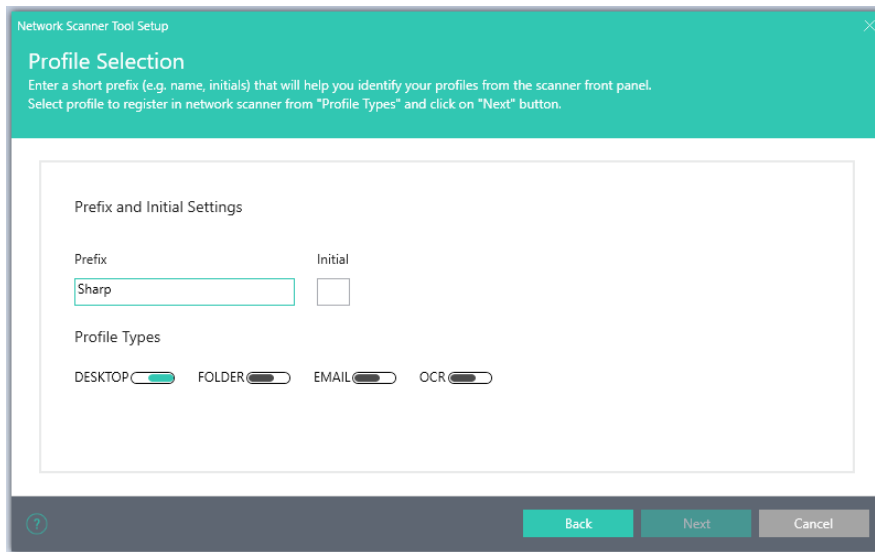 Network Scanner Tool Setup
Profile Selection
Enter a short prefix (e.g. name, initials) that will help you identify your profiles from the scanner front panel.
Select profile to register in network scanner from "Profile Types" and click on "Next" button.
Prefix and Initial Settings
Prefix Initial
Sharp
Profile Types
DESKTOP FOLDER EMAIL OCR
? Back Next Cancel